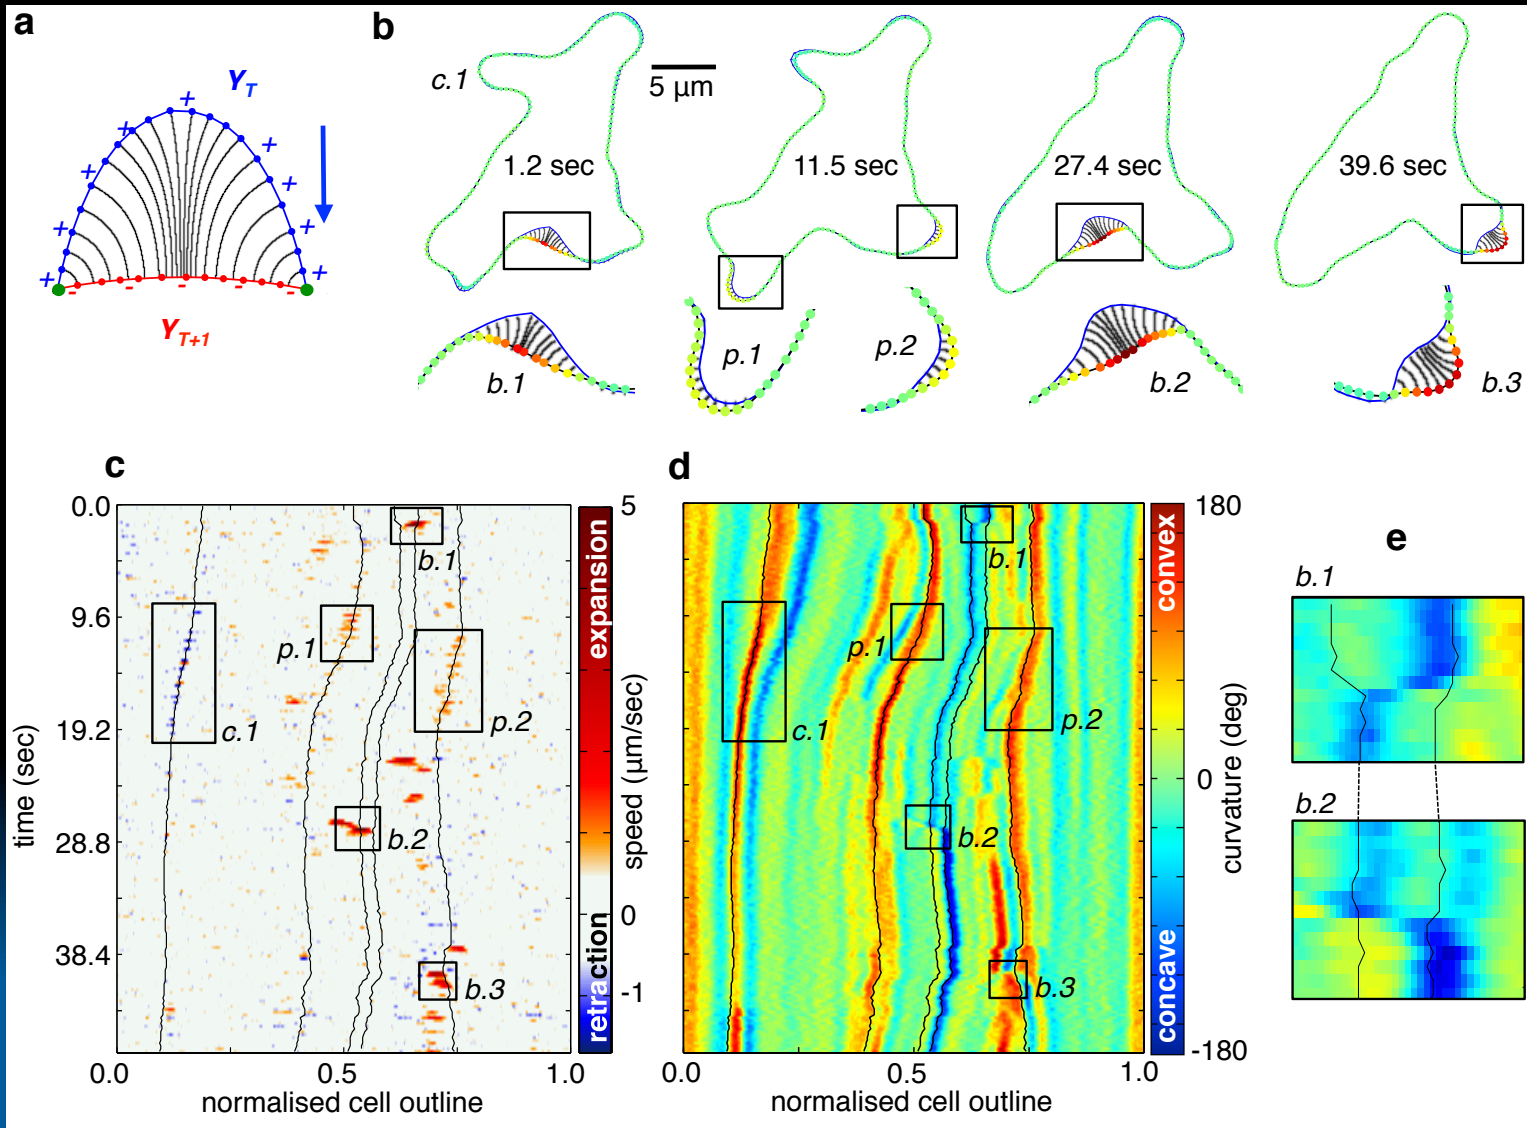 a
Y_T
+ + + + + + + + +
- - - - -
Y_T+1
b
c.1
5 µm
1.2 sec
11.5 sec
27.4 sec
39.6 sec
b.1
p.1
p.2
b.2
b.3
c
0.0
9.6
19.2
28.8
38.4
time (sec)
b.1
p.1
p.2
c.1
b.2
b.3
0.0
0.5
1.0
normalised cell outline
5
0
-1
expansion
retraction
speed (µm/sec)
d
b.1
p.1
p.2
c.1
b.2
b.3
0.0
0.5
1.0
normalised cell outline
180
0
-180
convex
concave
curvature (deg)
e
b.1
b.2